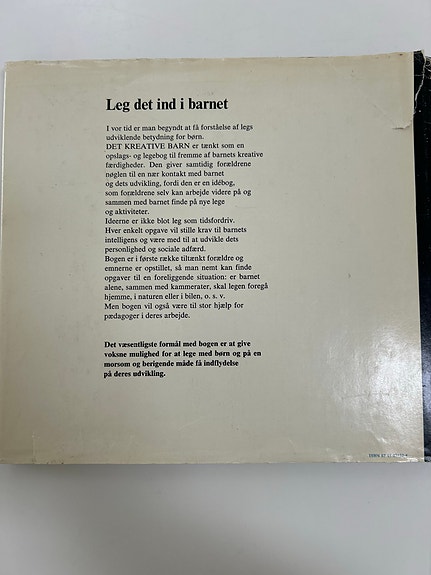 Leg det ind i barnet
I vor tid er man begyndt at få forståelse af legs
udviklende betydning for børn.
DET KREATIVE BARN er tænkt som en
opslags- og legebog til fremme af barnets kreative
færdigheder. Den giver samtidig forældrene
nøglen til en nær kontakt med barnet
og dets udvikling, fordi den er en idébog,
som forældrene selv kan arbejde videre på og
sammen med barnet finde på nye lege
og aktiviteter.
Ideerne er ikke blot leg som tidsfordriv.
Hver enkelt opgave vil stille krav til barnets
intelligens og være med til at udvikle dets
personlighed og sociale adfærd.
Bogen er i første række tiltænkt forældre og
emnerne er opstillet, så man nemt kan finde
opgaver til en foreliggende situation: er barnet
alene, sammen med kammerater, skal legen foregå
hjemme, i naturen eller i bilen, o. s. v.
Men bogen vil også være til stor hjælp for
pædagoger i deres arbejde.
Det væsentligste formål med bogen er at give
voksne mulighed for at lege med børn og på en
morsom og berigende måde få indflydelse
på deres udvikling.
ISBN 87